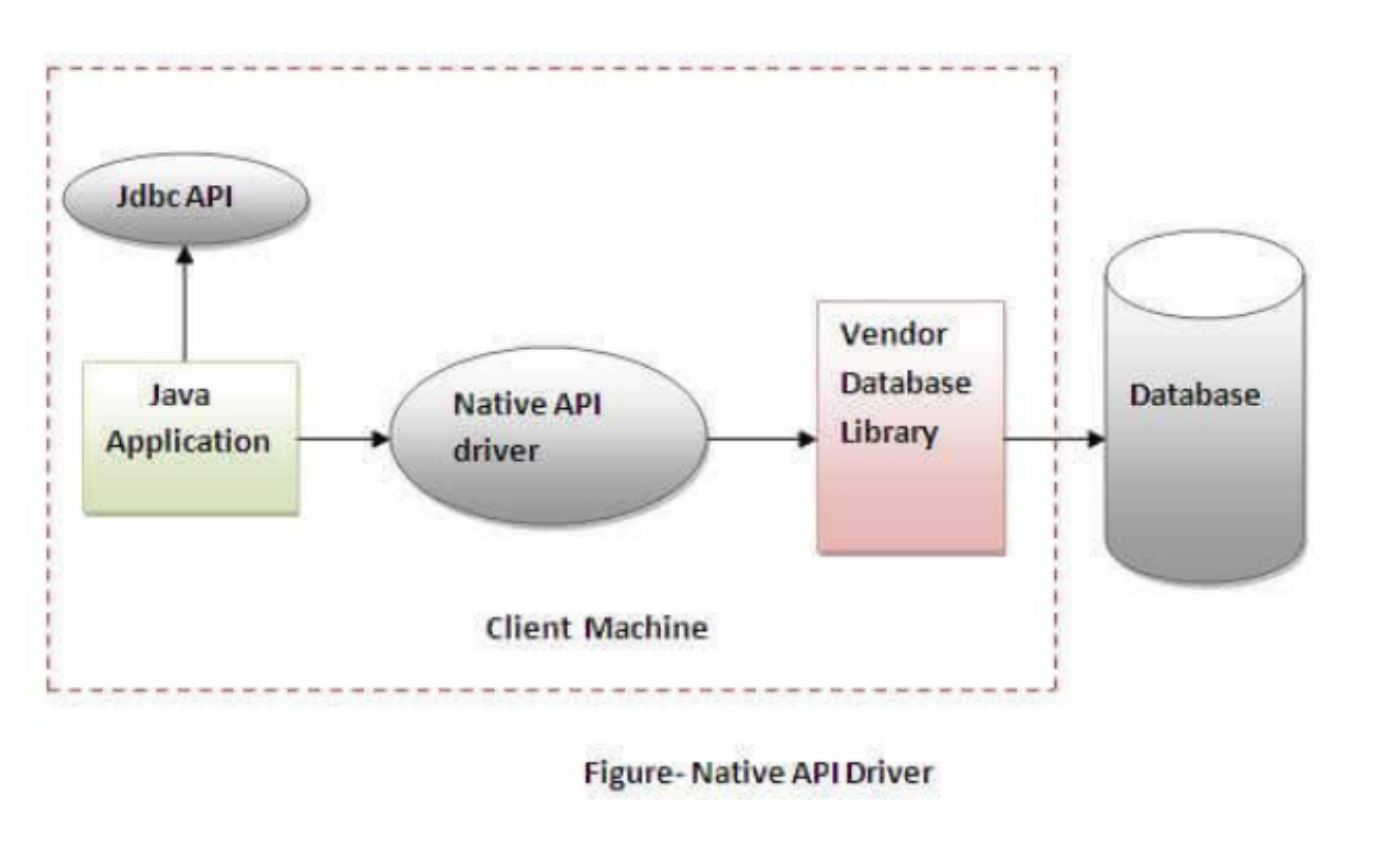 Jdbc API
Java
Application
Native API
driver
Vendor
Database
Library
Database
Client Machine
Figure- Native API Driver